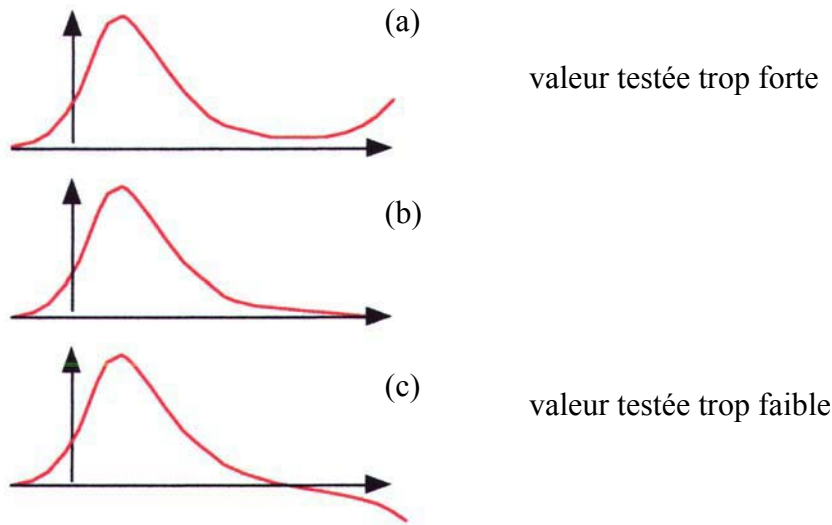 (a)
valeur testée trop forte
(b)
(c)
valeur testée trop faible